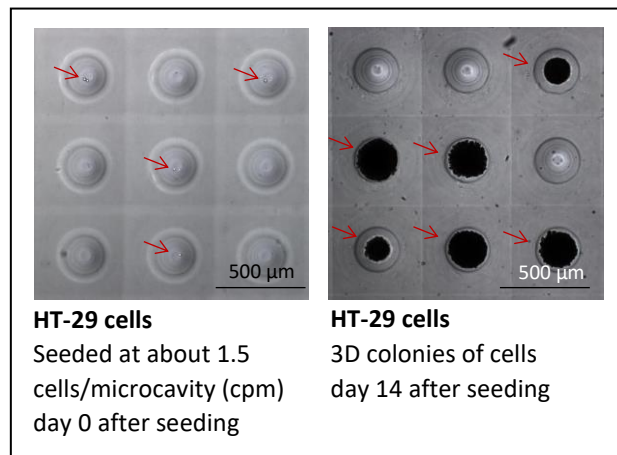 500 µm
500 µm
HT-29 cells
Seeded at about 1.5
cells/microcavity (cpm)
day 0 after seeding
HT-29 cells
3D colonies of cells
day 14 after seeding